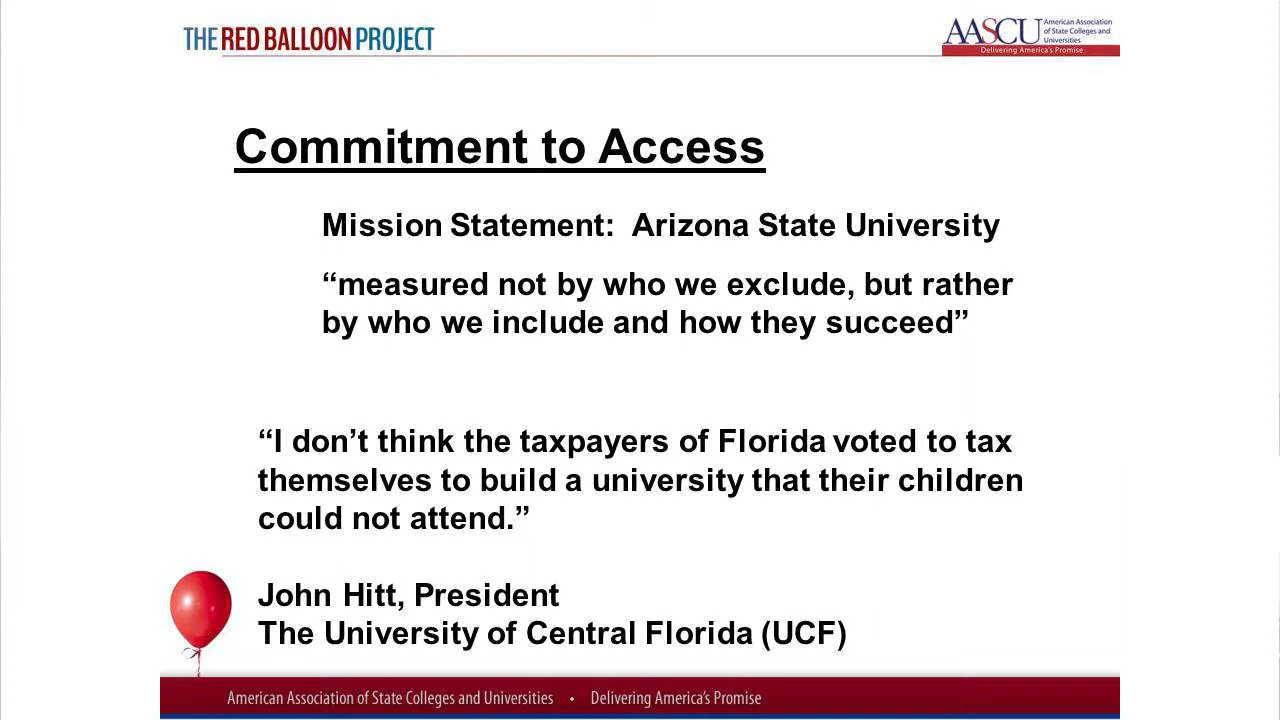 THE RED BALLOON PROJECT
AASCU American Association
of State Colleges and
Universities
Delivering America's Promise
Commitment to Access
Mission Statement:  Arizona State University
“measured not by who we exclude, but rather
by who we include and how they succeed”
“I don’t think the taxpayers of Florida voted to tax
themselves to build a university that their children
could not attend.”
John Hitt, President
The University of Central Florida (UCF)
American Association of State Colleges and Universities • Delivering America’s Promise